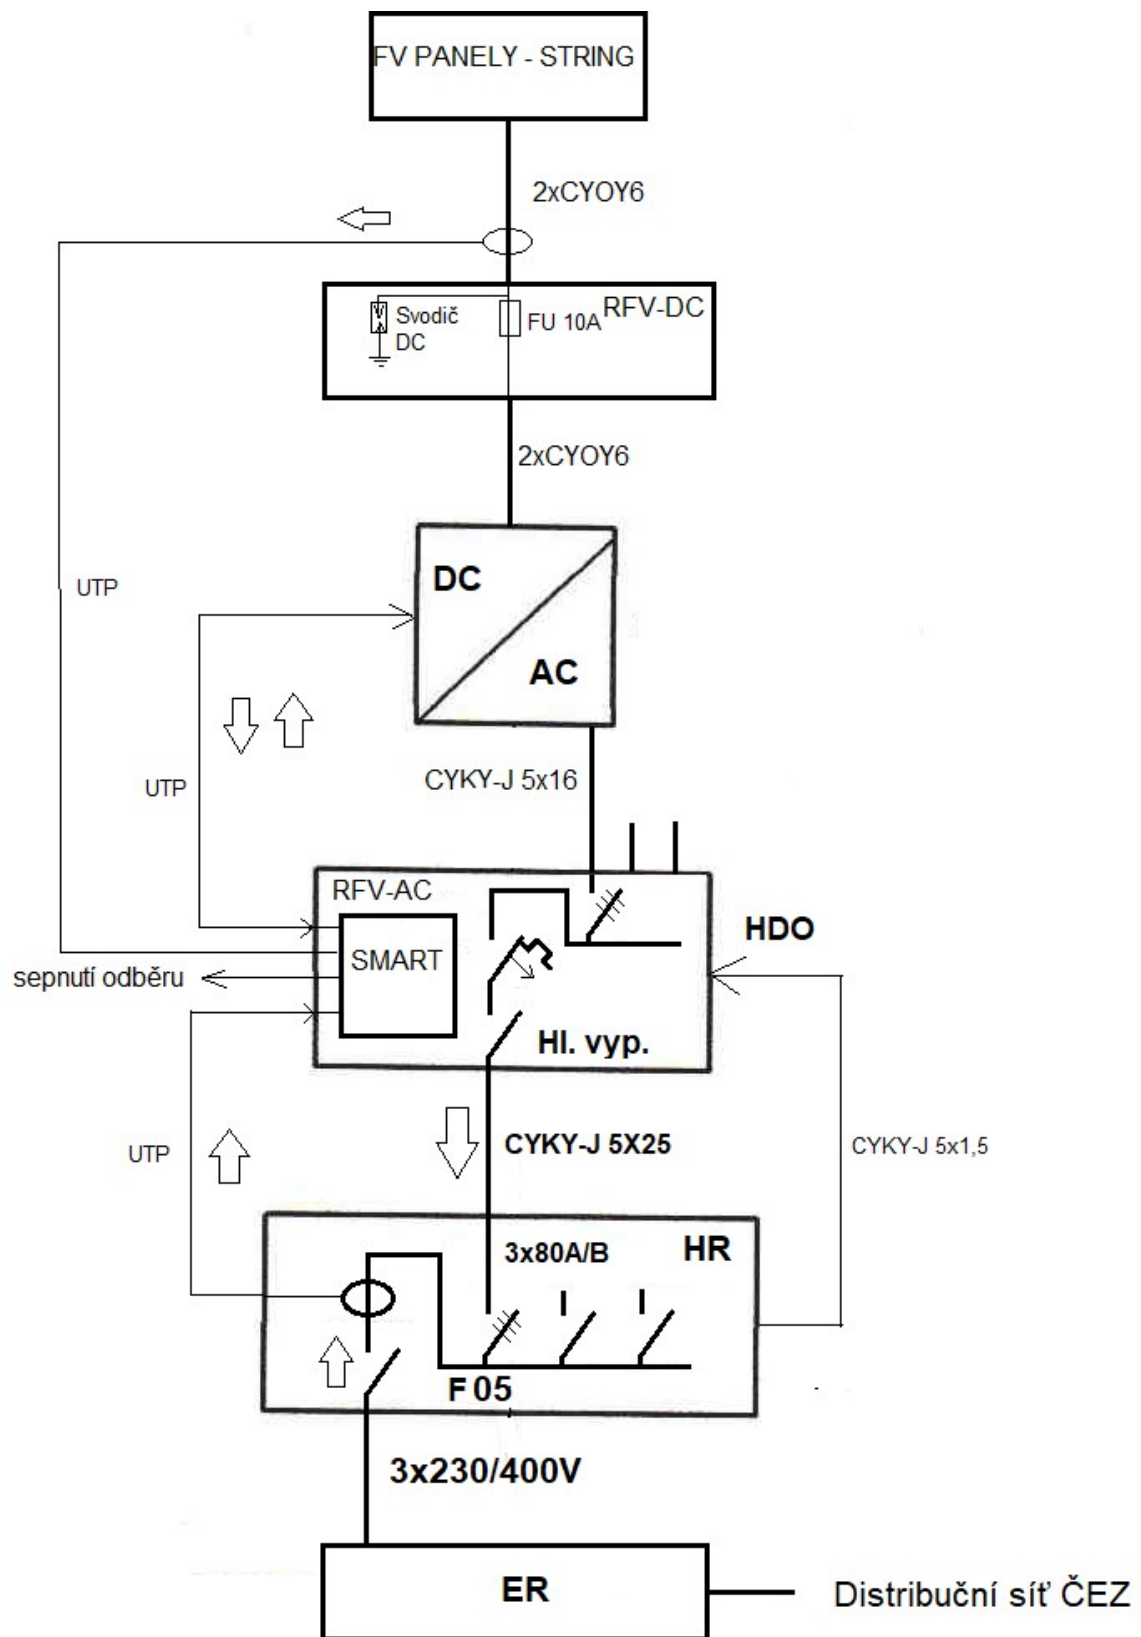 FV PANELY - STRING
2xCYOY6
RFV-DC
Svodič
DC
FU 10A
2xCYOY6
DC
AC
UTP
UTP
CYKY-J 5x16
RFV-AC
SMART
HDO
sepnutí odběru
Hl. vyp.
UTP
CYKY-J 5X25
CYKY-J 5x1,5
3x80A/B
HR
F 05
3x230/400V
ER
Distribuční síť ČEZ